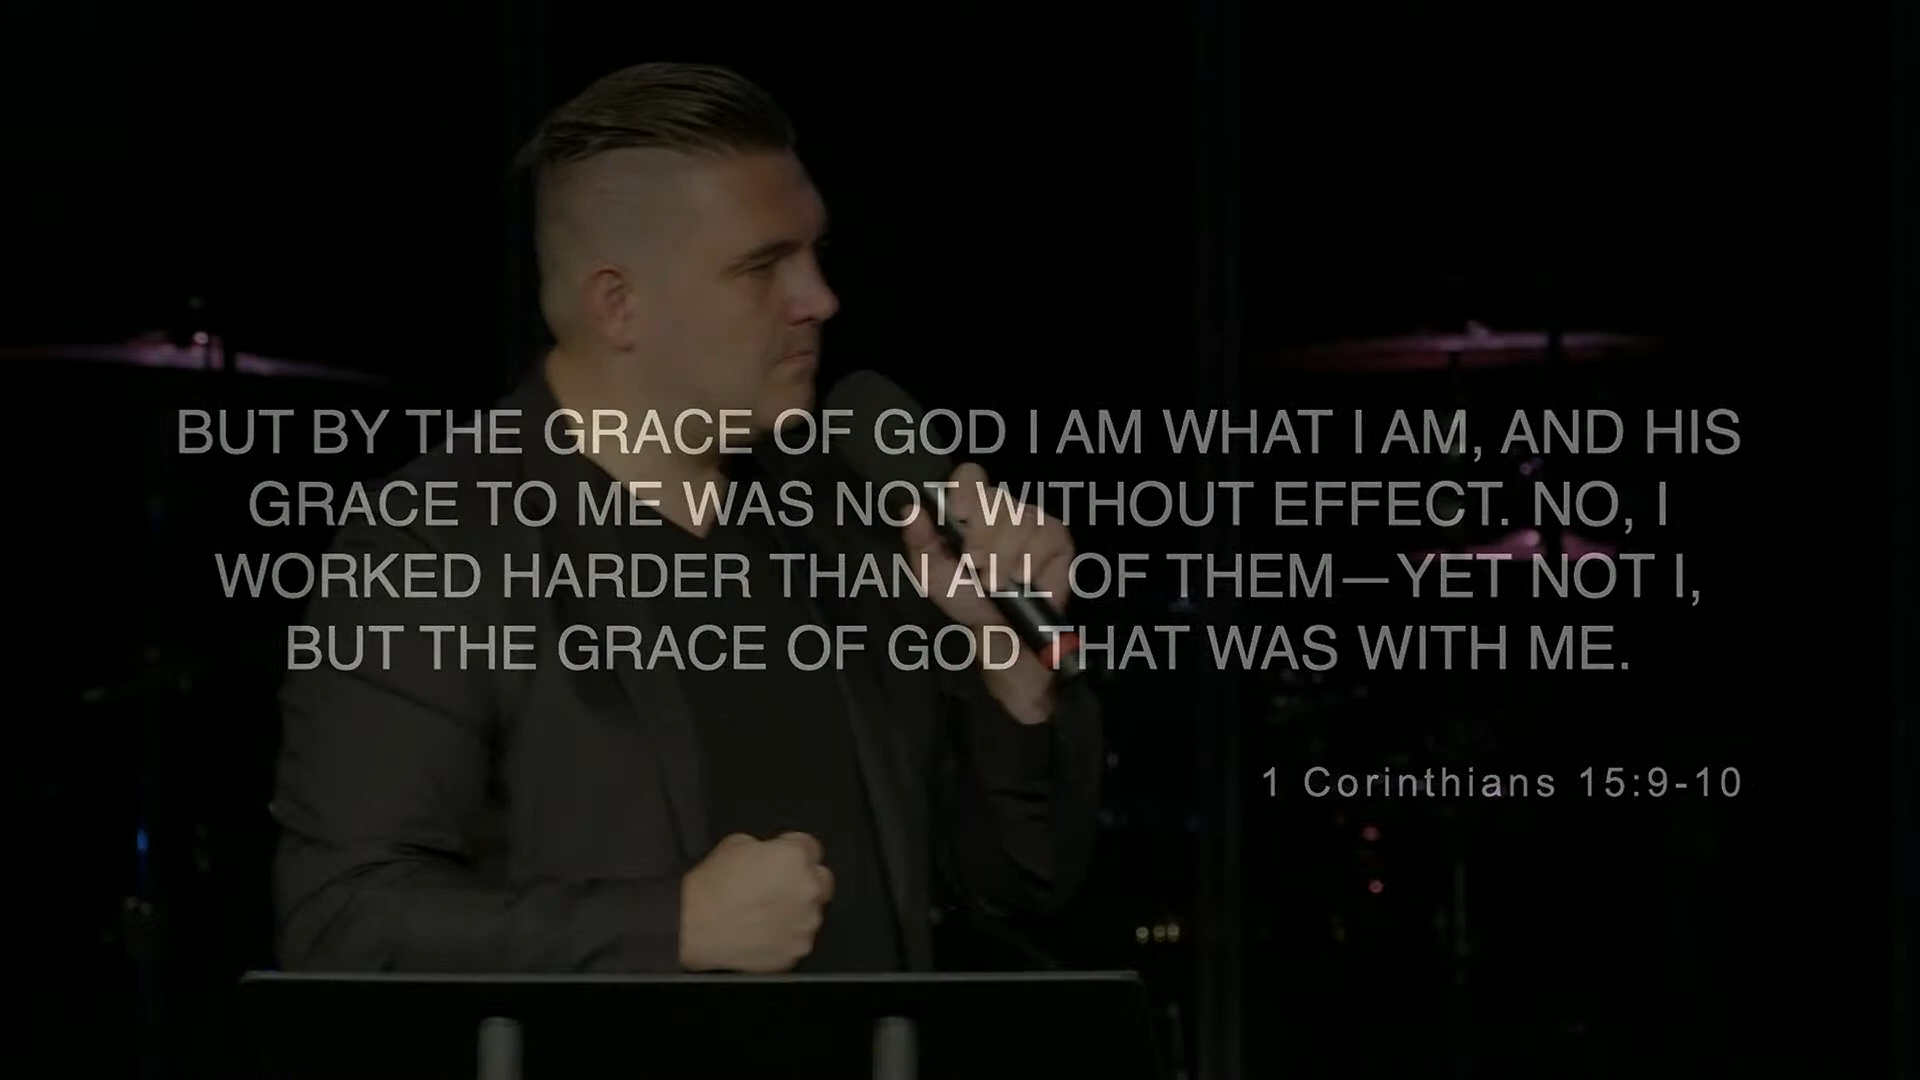 BUT BY THE GRACE OF GOD I AM WHAT I AM, AND HIS
GRACE TO ME WAS NOT WITHOUT EFFECT. NO, I
WORKED HARDER THAN ALL OF THEM—YET NOT I,
BUT THE GRACE OF GOD THAT WAS WITH ME.
1 Corinthians 15:9-10